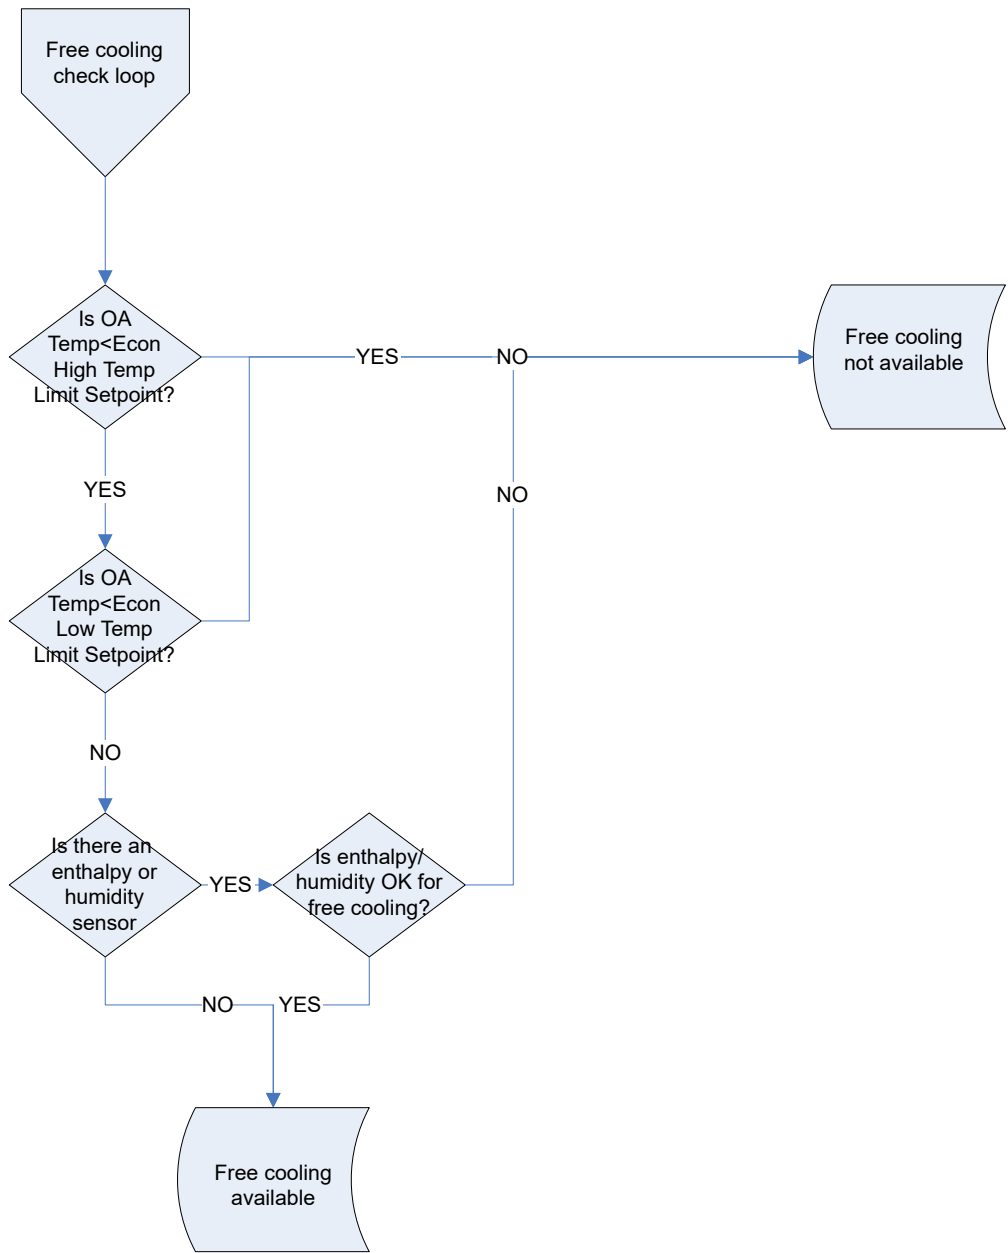 Free cooling
check loop
Is OA
Temp<Econ
High Temp
Limit Setpoint?
YES
NO
Free cooling
not available
YES
NO
Is OA
Temp<Econ
Low Temp
Limit Setpoint?
NO
Is there an
enthalpy or
humidity
sensor
YES
Is enthalpy/
humidity OK for
free cooling?
NO
YES
Free cooling
available